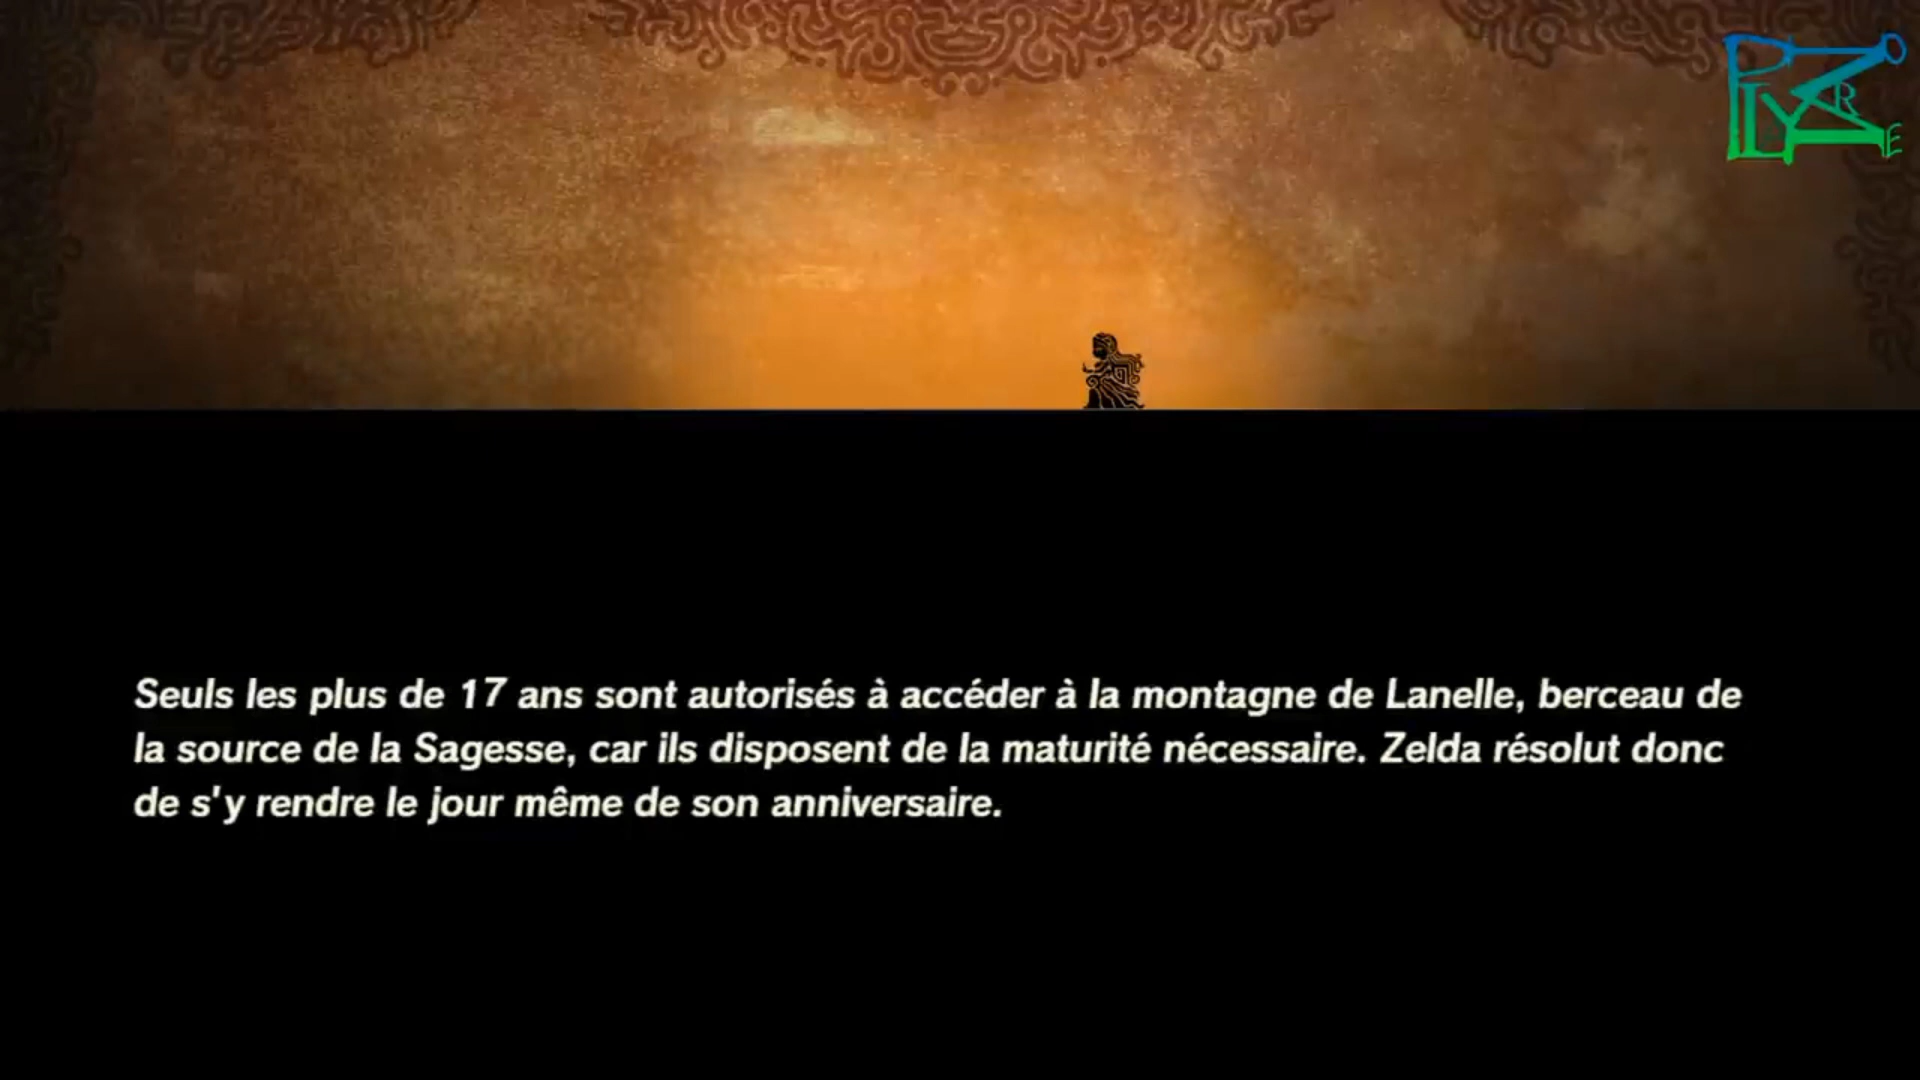 Seuls les plus de 17 ans sont autorisés à accéder à la montagne de Lanelle, berceau de
la source de la Sagesse, car ils disposent de la maturité nécessaire. Zelda résolut donc
de s'y rendre le jour même de son anniversaire.